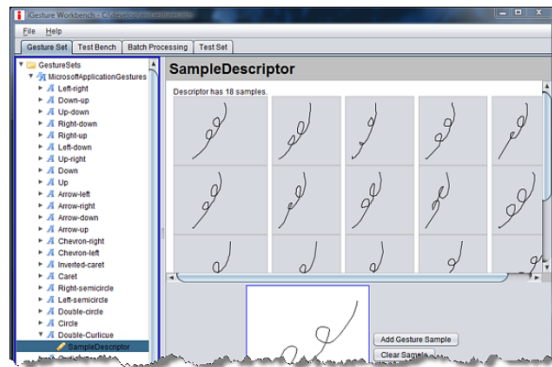 iGesture Workbench
File Help
Gesture Set Test Bench Batch Processing Test Set
GestureSets
MicrosoftApplicationGestures
Left-right
Down-up
Up-down
Right-down
Right-up
Left-down
Up-right
Down
Up
Arrow-left
Arrow-right
Arrow-down
Arrow-up
Chevron-right
Chevron-left
Inverted-caret
Caret
Right-semicircle
Left-semicircle
Double-circle
Circle
Double-Curlicue
SampleDescriptor
SampleDescriptor
Descriptor has 18 samples.
Add Gesture Sample
Clear